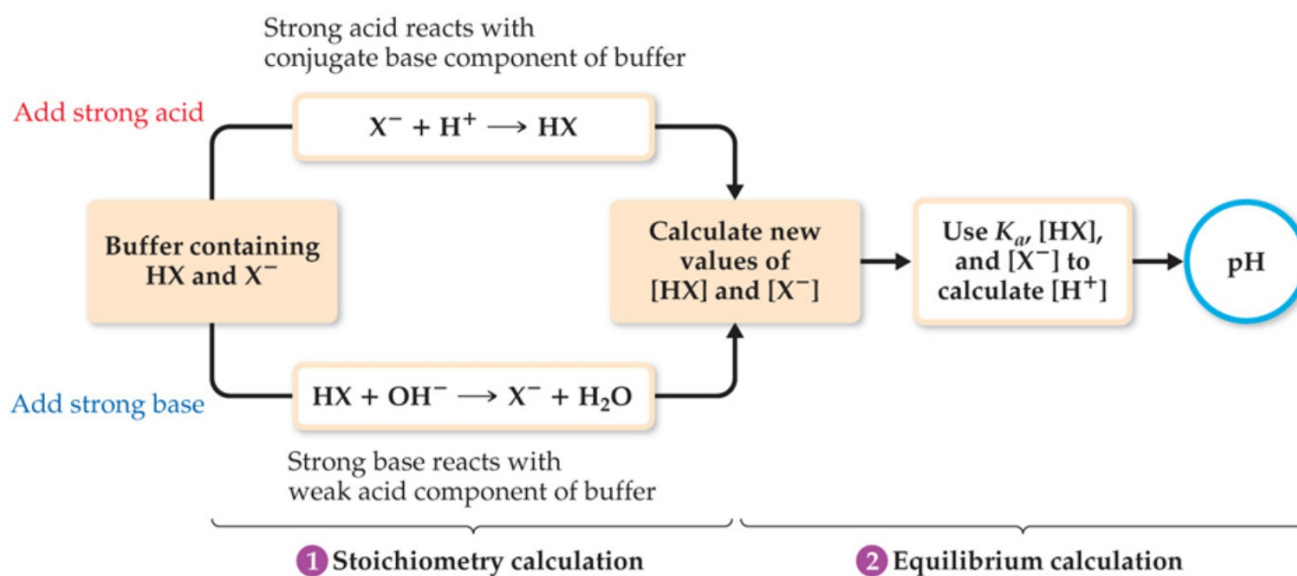 Strong acid reacts with
conjugate base component of buffer
Add strong acid
X⁻ + H⁺ ⟶ HX
Buffer containing
HX and X⁻
Calculate new
values of
[HX] and [X⁻]
Use Kₐ, [HX],
and [X⁻] to
calculate [H⁺]
pH
Add strong base
HX + OH⁻ ⟶ X⁻ + H₂O
Strong base reacts with
weak acid component of buffer
1 Stoichiometry calculation
2 Equilibrium calculation